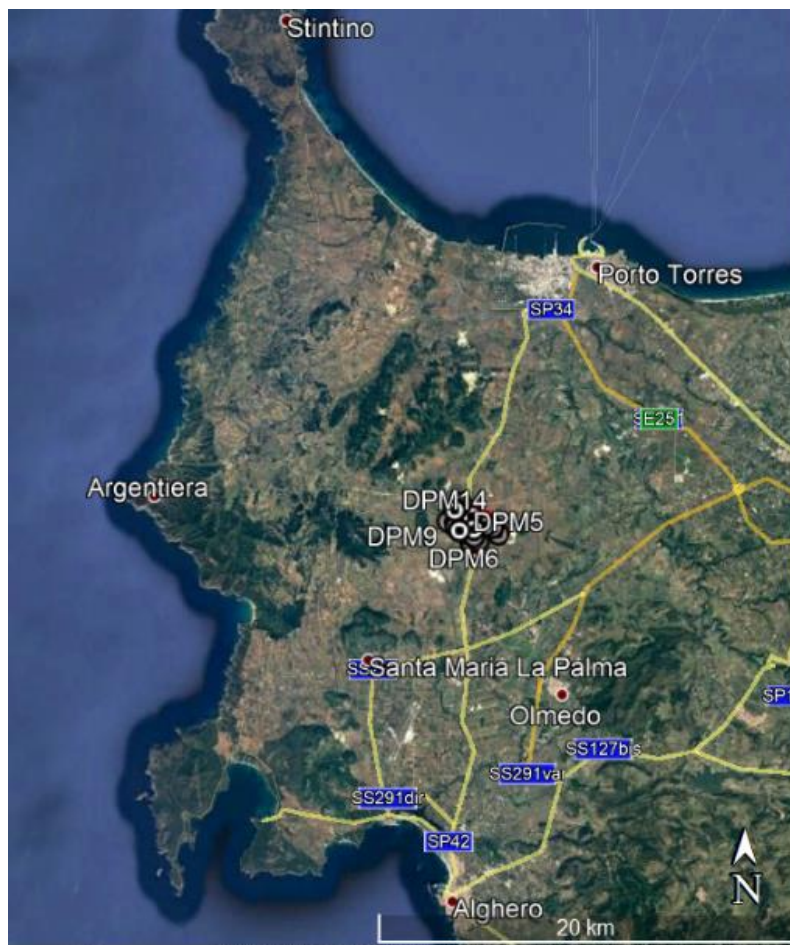 Stintino
Porto Torres
SP34
E25
Argentiera
DPM14
DPM5
DPM9
DPM6
Santa Maria La Palma
Olmedo
SS127bis
SS291var
SS291dir
SP42
N
Alghero
20 km